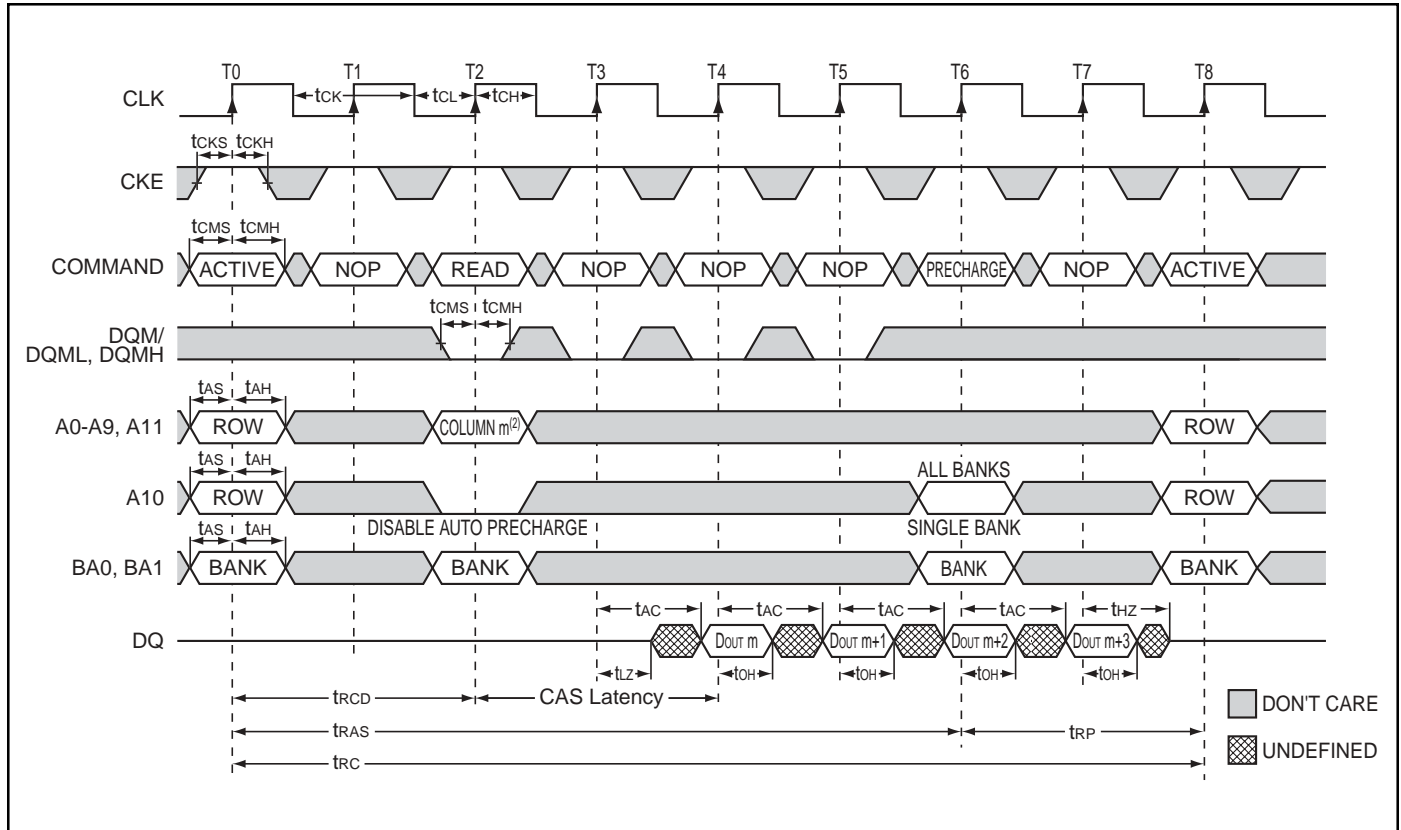 T0 T1 T2 T3 T4 T5 T6 T7 T8
CLK tCK tCL tCH
tCKS tCKH
CKE
tCMS tCMH
COMMAND ACTIVE NOP READ NOP NOP NOP PRECHARGE NOP ACTIVE
tCMS tCMH
DQM/
DQML, DQMH
tAS tAH
A0-A9, A11 ROW COLUMN m(2) ROW
tAS tAH ALL BANKS
A10 ROW ROW
tAS tAH DISABLE AUTO PRECHARGE SINGLE BANK
BA0, BA1 BANK BANK BANK BANK
tAC tAC tAC tAC tHZ
DQ DOUT m DOUT m+1 DOUT m+2 DOUT m+3
tLZ tOH tOH tOH tOH
tRCD CAS Latency
DON'T CARE
tRAS tRP
UNDEFINED
tRC